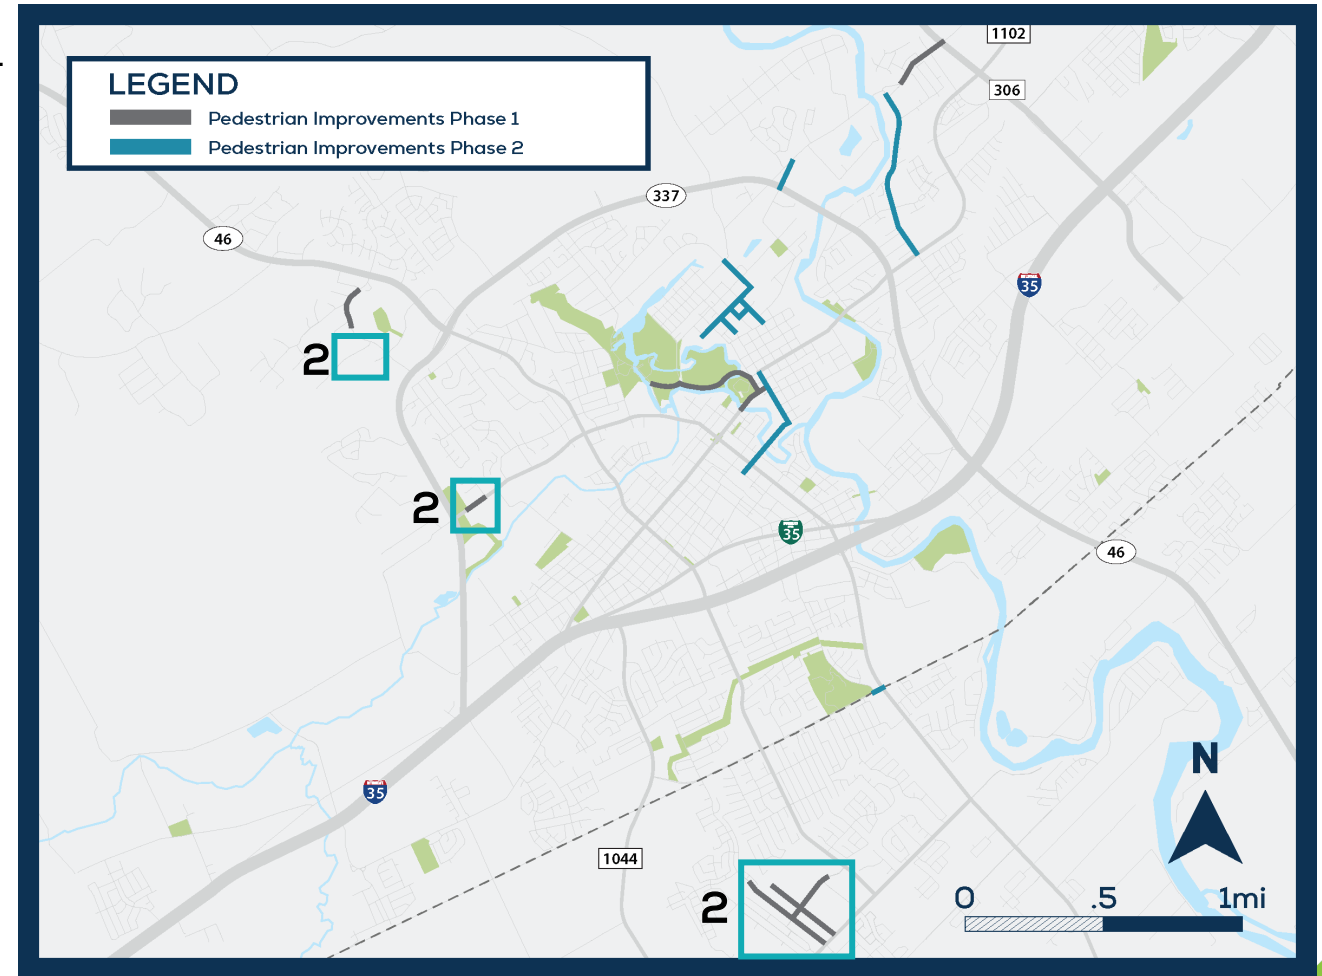 1102
LEGEND
306
Pedestrian Improvements Phase 1
Pedestrian Improvements Phase 2
337
46
35
2
2
35
46
N
35
1044
0 .5 1mi
2